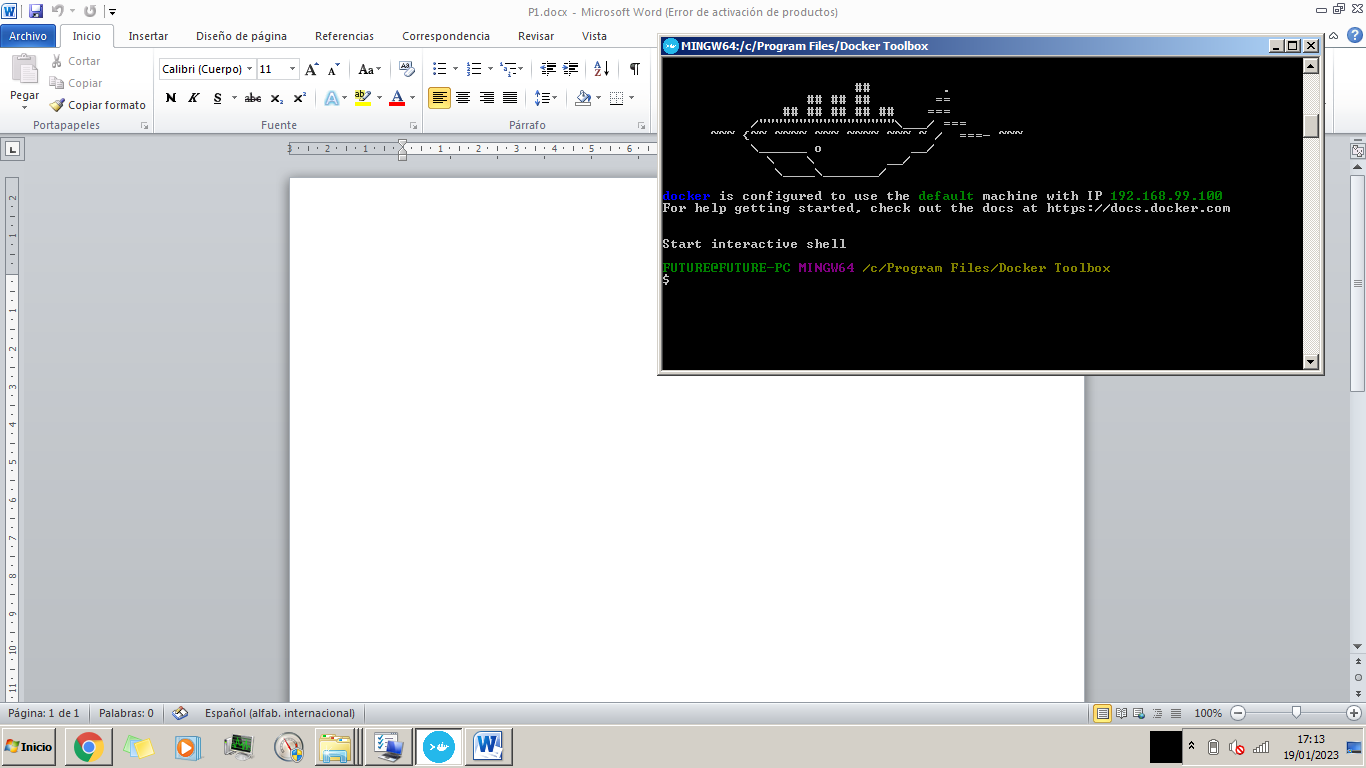 P1.docx - Microsoft Word (Error de activación de productos)
Archivo Inicio Insertar Diseño de página Referencias Correspondencia Revisar Vista
Pegar
Cortar
Copiar
Copiar formato
Portapapeles
Calibri (Cuerpo) 11
N K S abc x₂ x²
Aa
Fuente
Párrafo
MINGW64:/c/Program Files/Docker Toolbox
docker is configured to use the default machine with IP 192.168.99.100
For help getting started, check out the docs at https://docs.docker.com
Start interactive shell
FUTURE@FUTURE-PC MINGW64 /c/Program Files/Docker Toolbox
$
Página: 1 de 1 Palabras: 0 Español (alfab. internacional) 100%
Inicio
17:13
19/01/2023